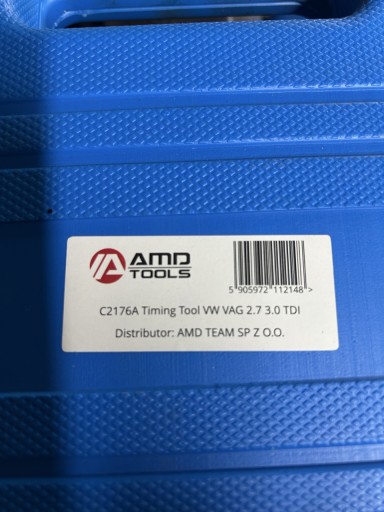 AMD
TOOLS
5 905972 112148 >
C2176A Timing Tool VW VAG 2.7 3.0 TDI
Distributor: AMD TEAM SP Z O.O.